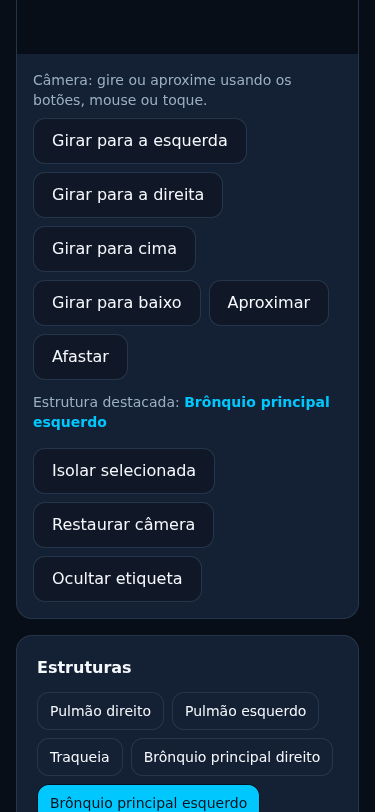 Câmera: gire ou aproxime usando os
botões, mouse ou toque.
Girar para a esquerda
Girar para a direita
Girar para cima
Girar para baixo Aproximar
Afastar
Estrutura destacada: Brônquio principal
esquerdo
Isolar selecionada
Restaurar câmera
Ocultar etiqueta
Estruturas
Pulmão direito Pulmão esquerdo
Traqueia Brônquio principal direito
Brônquio principal esquerdo